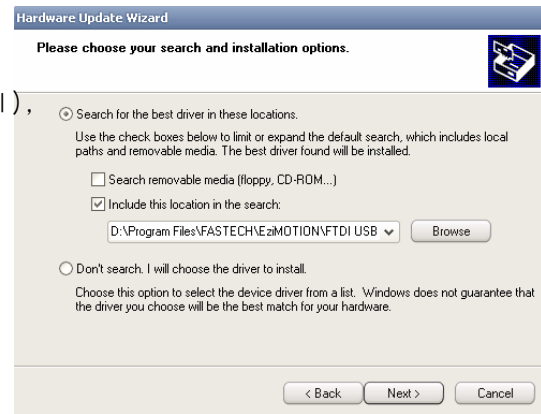 Hardware Update Wizard
Please choose your search and installation options.
l),
Search for the best driver in these locations.
Use the check boxes below to limit or expand the default search, which includes local
paths and removable media. The best driver found will be installed.
Search removable media (floppy, CD-ROM...)
Include this location in the search:
D:\Program Files\FASTECH\EziMOTION\FTDI USB
Browse
Don't search. I will choose the driver to install.
Choose this option to select the device driver from a list. Windows does not guarantee that
the driver you choose will be the best match for your hardware.
< Back Next > Cancel